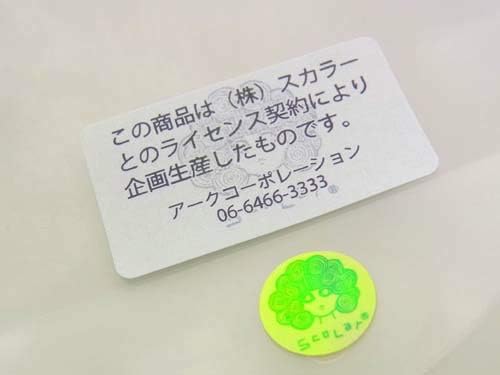 この商品は（株）スカラー
とのライセンス契約により
企画生産したものです。
アークコーポレーション
06-6466-3333